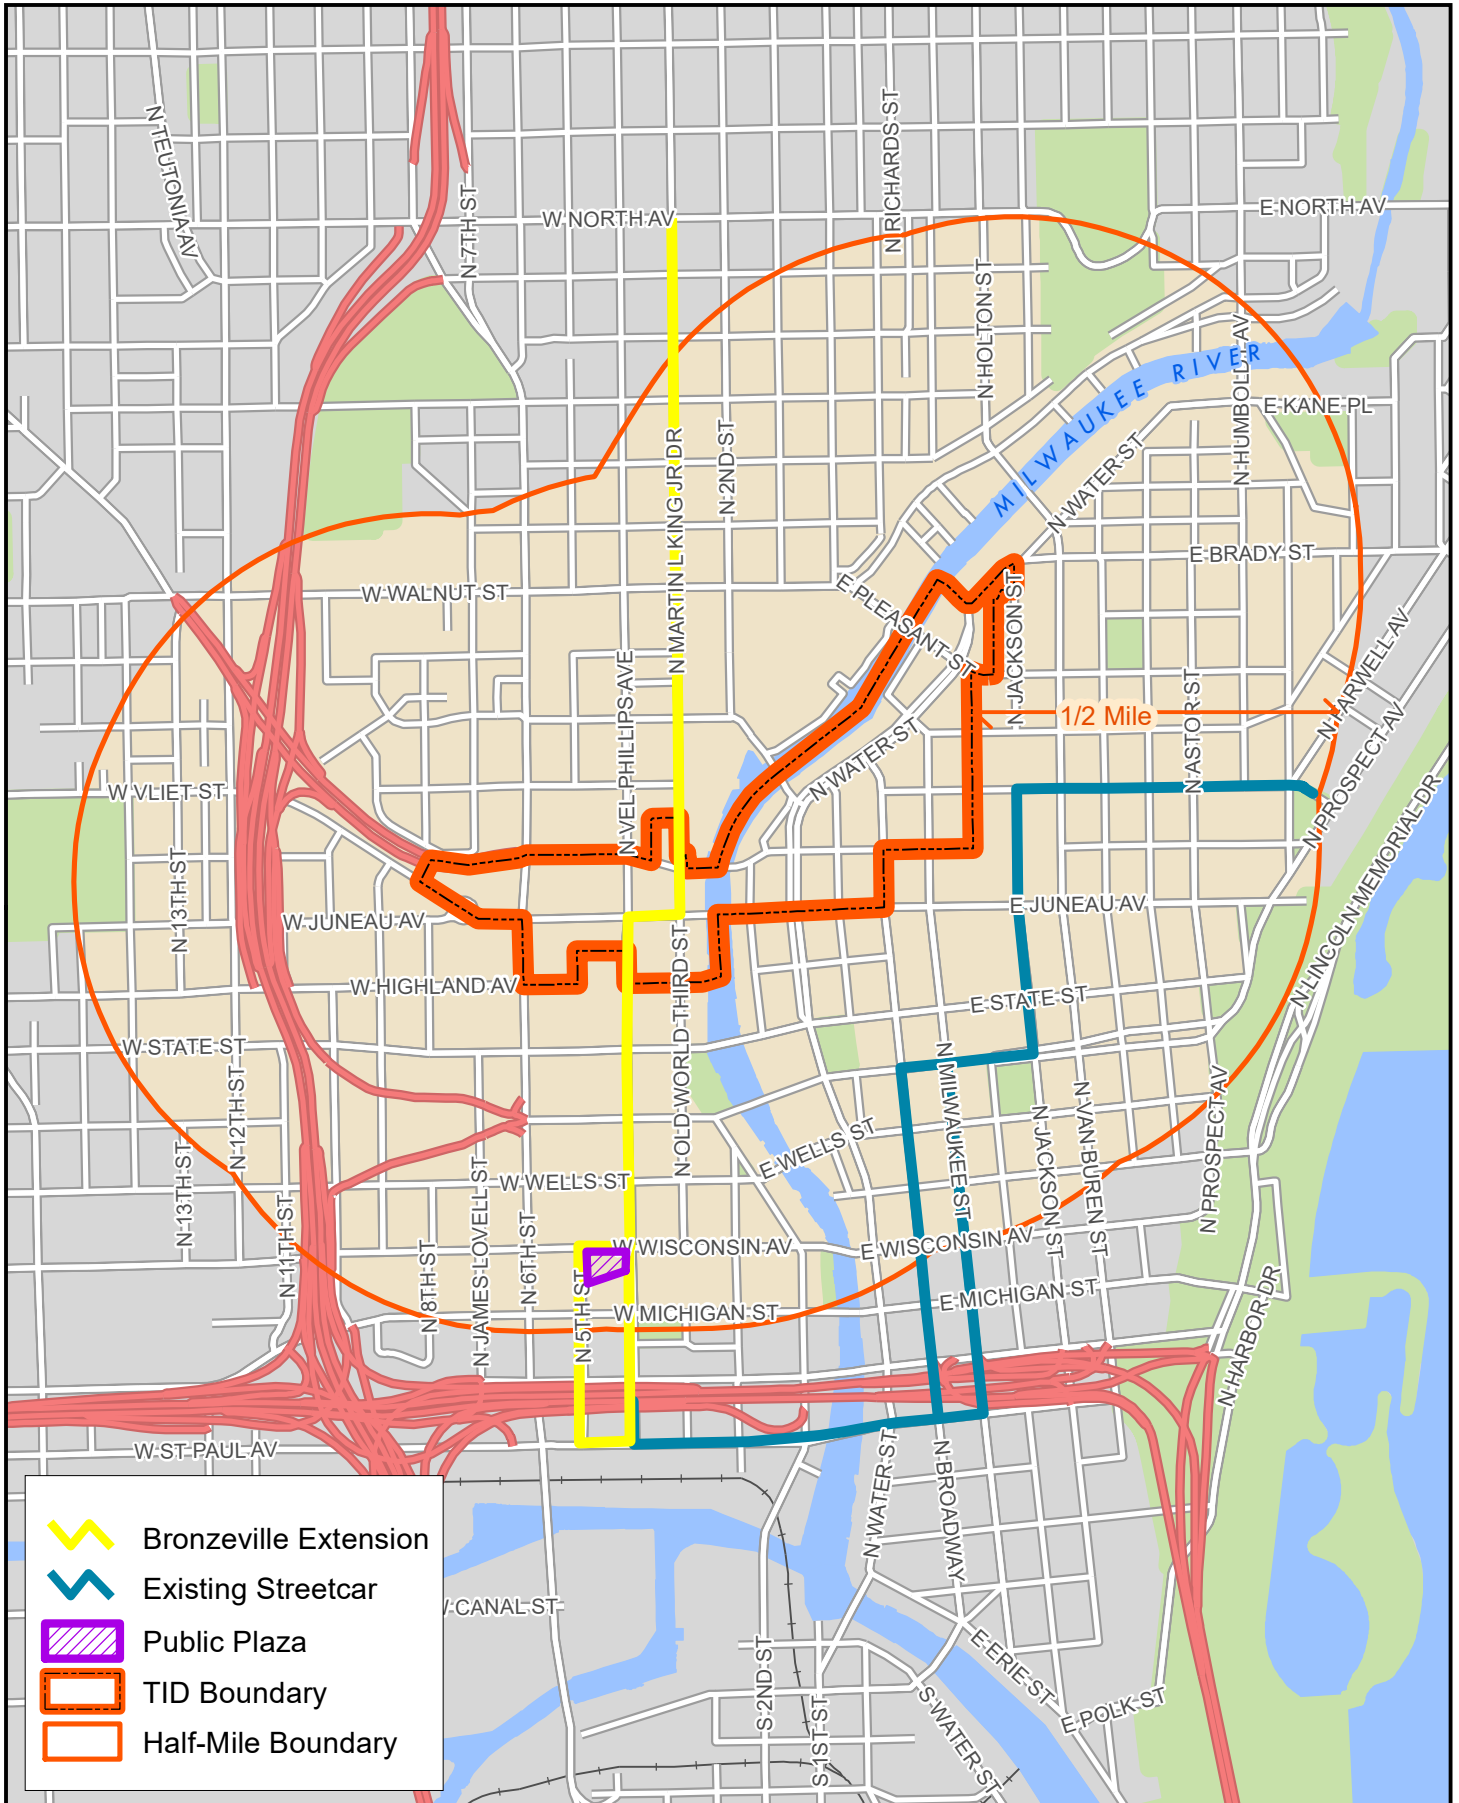 N TEUTONIA AV
N 7TH ST
W NORTH AV
N RICHARDS ST
E NORTH AV
N HOLTON ST
N HUMBOLDT AV
MILWAUKEE RIVER
E KANE PL
N MARTIN L KING JR DR
N 2ND ST
N WATER ST
E BRADY ST
W WALNUT ST
E PLEASANT ST
N JACKSON ST
N VEL PHILLIPS AVE
N FARWELL AV
N ASTOR ST
1/2 Mile
N PROSPECT AV
N WATER ST
W VLIET ST
N LINCOLN MEMORIAL DR
N 13TH ST
W JUNEAU AV
E JUNEAU AV
W HIGHLAND AV
N OLD WORLD THIRD ST
E STATE ST
W STATE ST
N 12TH ST
N MILWAUKEE ST
N JACKSON ST
N VAN BUREN ST
N PROSPECT AV
E WELLS ST
N 13TH ST
W WELLS ST
N 11TH ST
N 8TH ST
N JAMES LOVELL ST
N 6TH ST
N 5TH ST
W WISCONSIN AV
E WISCONSIN AV
W MICHIGAN ST
E MICHIGAN ST
N HARBOR DR
W ST PAUL AV
N WATER ST
N BROADWAY
W CANAL ST
S 2ND ST
S 1ST ST
E ERIE ST
S WATER ST
E POLK ST
Bronzeville Extension
Existing Streetcar
Public Plaza
TID Boundary
Half-Mile Boundary